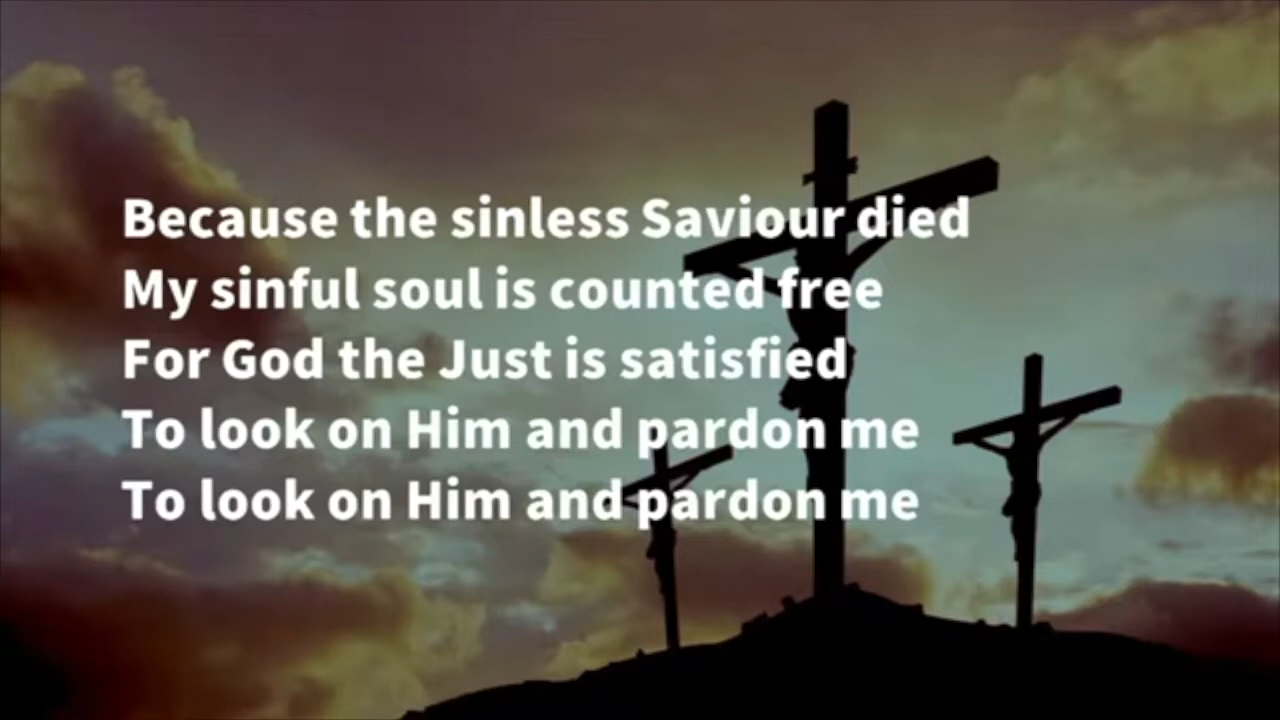 Because the sinless Saviour died
My sinful soul is counted free
For God the Just is satisfied
To look on Him and pardon me
To look on Him and pardon me